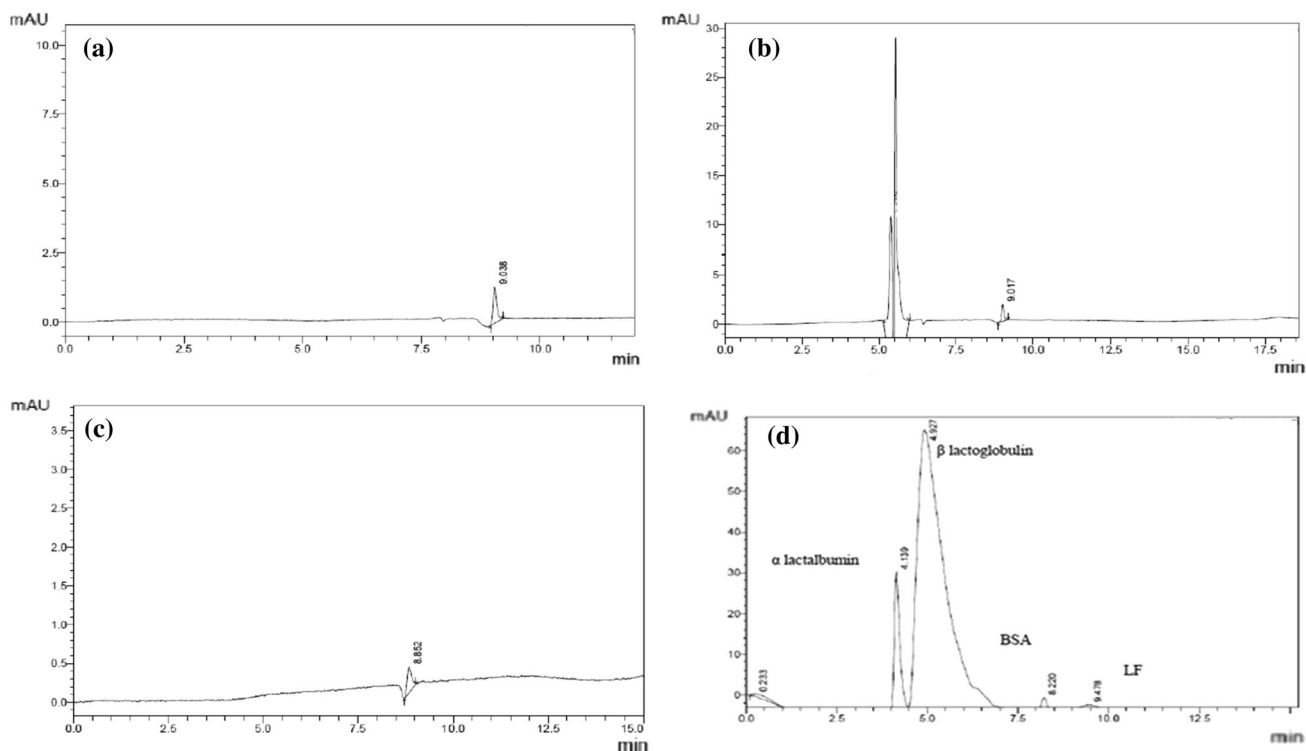 mAU
(a)
10.0
7.5
5.0
2.5
0.0
9.038
0.0 2.5 5.0 7.5 10.0
min
mAU
(b)
30
25
20
15
10
5
0
9.017
0.0 2.5 5.0 7.5 10.0 12.5 15.0 17.5
min
mAU
(c)
3.5
3.0
2.5
2.0
1.5
1.0
0.5
0.0
8.852
0.0 2.5 5.0 7.5 10.0 12.5 15.0
min
mAU
(d)
60
50
40
30
20
10
0
4.927
β lactoglobulin
α lactalbumin
4.139
BSA
LF
0.233
8.220
9.478
0.0 2.5 5.0 7.5 10.0 12.5
min